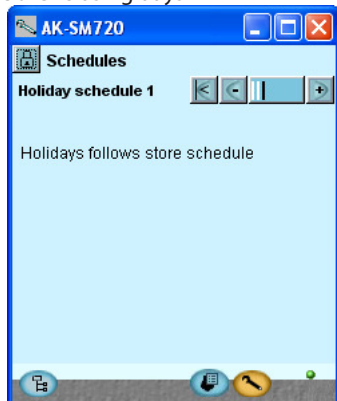 AK-SM720
Schedules
Holiday schedule 1
Holidays follows store schedule